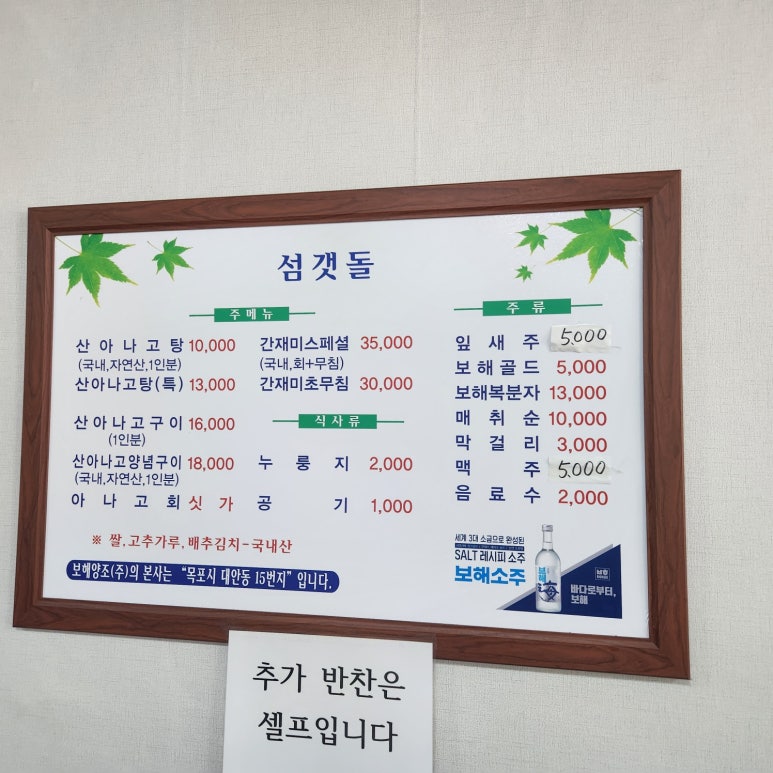 섬갯돌
주메뉴
산아나고탕 10,000
(국내,자연산,1인분)
산아나고탕(특) 13,000
산아나고구이 16,000
(1인분)
산아나고양념구이 18,000
(국내,자연산,1인분)
아나고회 싯가
간재미스페셜 35,000
(국내,회+무침)
간재미초무침 30,000
식사류
누룽지 2,000
공기 1,000
주류
잎새주 5.000
보해골드 5,000
보해복분자 13,000
매취순 10,000
막걸리 3,000
맥주 5.000
음료수 2,000
※ 쌀,고추가루,배추김치-국내산
보해양조(주)의 본사는 "목포시 대안동 15번지"입니다.
세계 3대 소금으로 완성된
SALT 레시피 소주
보해소주
바다로부터,
보해
추가 반찬은
셀프입니다